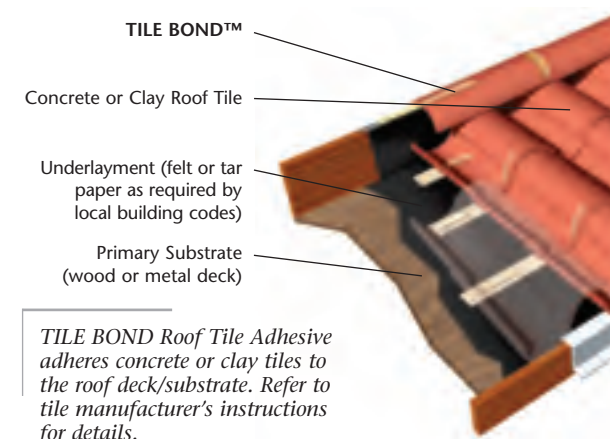 TILE BOND™
Concrete or Clay Roof Tile
Underlayment (felt or tar
paper as required by
local building codes)
Primary Substrate
(wood or metal deck)
TILE BOND Roof Tile Adhesive
adheres concrete or clay tiles to
the roof deck/substrate. Refer to
tile manufacturer's instructions
for details.